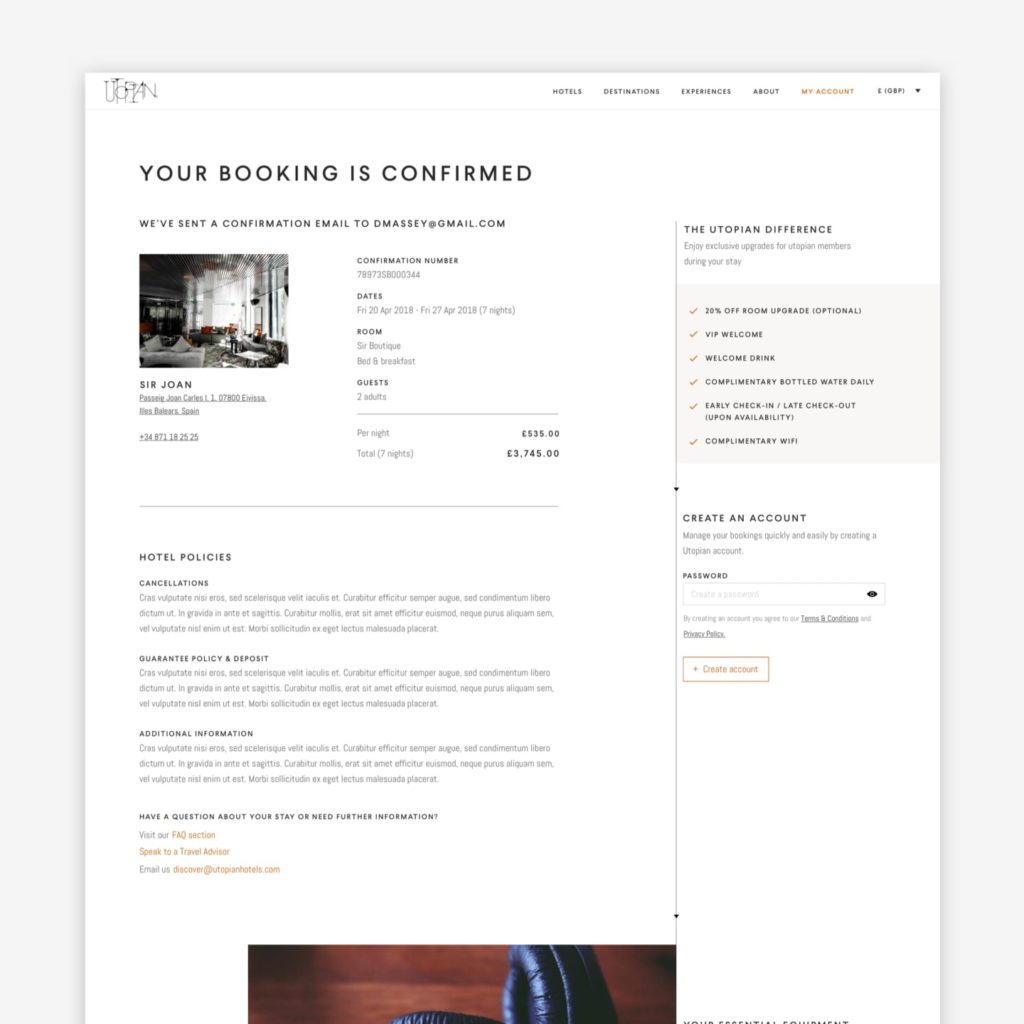 UTOPIAN
HOTELS DESTINATIONS EXPERIENCES ABOUT MY ACCOUNT £ (GBP)
YOUR BOOKING IS CONFIRMED
WE'VE SENT A CONFIRMATION EMAIL TO DMASSEY@GMAIL.COM
SIR JOAN
Passeig Joan Carles I, 1, 07800 Eivissa,
Illes Balears, Spain
+34 871 18 25 25
CONFIRMATION NUMBER
78973SB000344
DATES
Fri 20 Apr 2018 - Fri 27 Apr 2018 (7 nights)
ROOM
Sir Boutique
Bed & breakfast
GUESTS
2 adults
Per night £535.00
Total (7 nights) £3,745.00
HOTEL POLICIES
CANCELLATIONS
Cras vulputate nisi eros, sed scelerisque velit iaculis et. Curabitur efficitur semper augue, sed condimentum libero
dictum ut. In gravida in ante et sagittis. Curabitur mollis, erat sit amet efficitur euismod, neque purus aliquam sem,
vel vulputate nisl enim ut est. Morbi sollicitudin ex eget lectus malesuada placerat.
GUARANTEE POLICY & DEPOSIT
Cras vulputate nisi eros, sed scelerisque velit iaculis et. Curabitur efficitur semper augue, sed condimentum libero
dictum ut. In gravida in ante et sagittis. Curabitur mollis, erat sit amet efficitur euismod, neque purus aliquam sem,
vel vulputate nisl enim ut est. Morbi sollicitudin ex eget lectus malesuada placerat.
ADDITIONAL INFORMATION
Cras vulputate nisi eros, sed scelerisque velit iaculis et. Curabitur efficitur semper augue, sed condimentum libero
dictum ut. In gravida in ante et sagittis. Curabitur mollis, erat sit amet efficitur euismod, neque purus aliquam sem,
vel vulputate nisl enim ut est. Morbi sollicitudin ex eget lectus malesuada placerat.
HAVE A QUESTION ABOUT YOUR STAY OR NEED FURTHER INFORMATION?
Visit our FAQ section
Speak to a Travel Advisor
Email us discover@utopianhotels.com
THE UTOPIAN DIFFERENCE
Enjoy exclusive upgrades for utopian members
during your stay
20% OFF ROOM UPGRADE (OPTIONAL)
VIP WELCOME
WELCOME DRINK
COMPLIMENTARY BOTTLED WATER DAILY
EARLY CHECK-IN / LATE CHECK-OUT
(UPON AVAILABILITY)
COMPLIMENTARY WIFI
CREATE AN ACCOUNT
Manage your bookings quickly and easily by creating a
Utopian account.
PASSWORD
Create a password
By creating an account you agree to our Terms & Conditions and
Privacy Policy.
+ Create account
YOUR ESSENTIAL EQUIPMENT